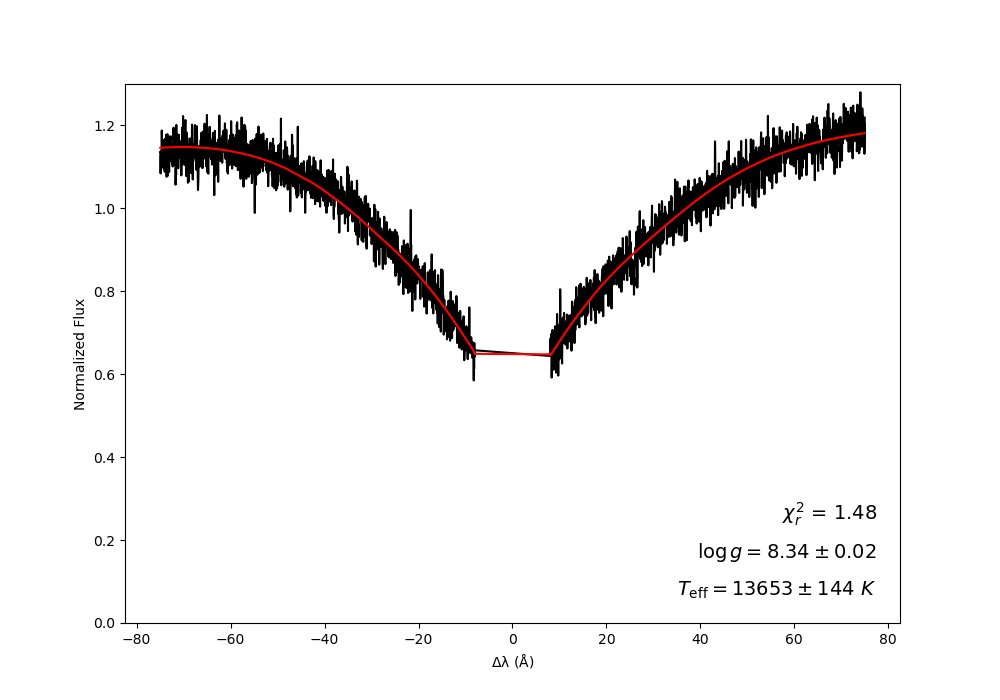 1.2
1.0
0.8
0.6
0.4
0.2
0.0
Normalized Flux
χ²ᵣ = 1.48
log g = 8.34 ± 0.02
T_eff = 13653 ± 144 K
−80 −60 −40 −20 0 20 40 60 80
Δλ (Å)